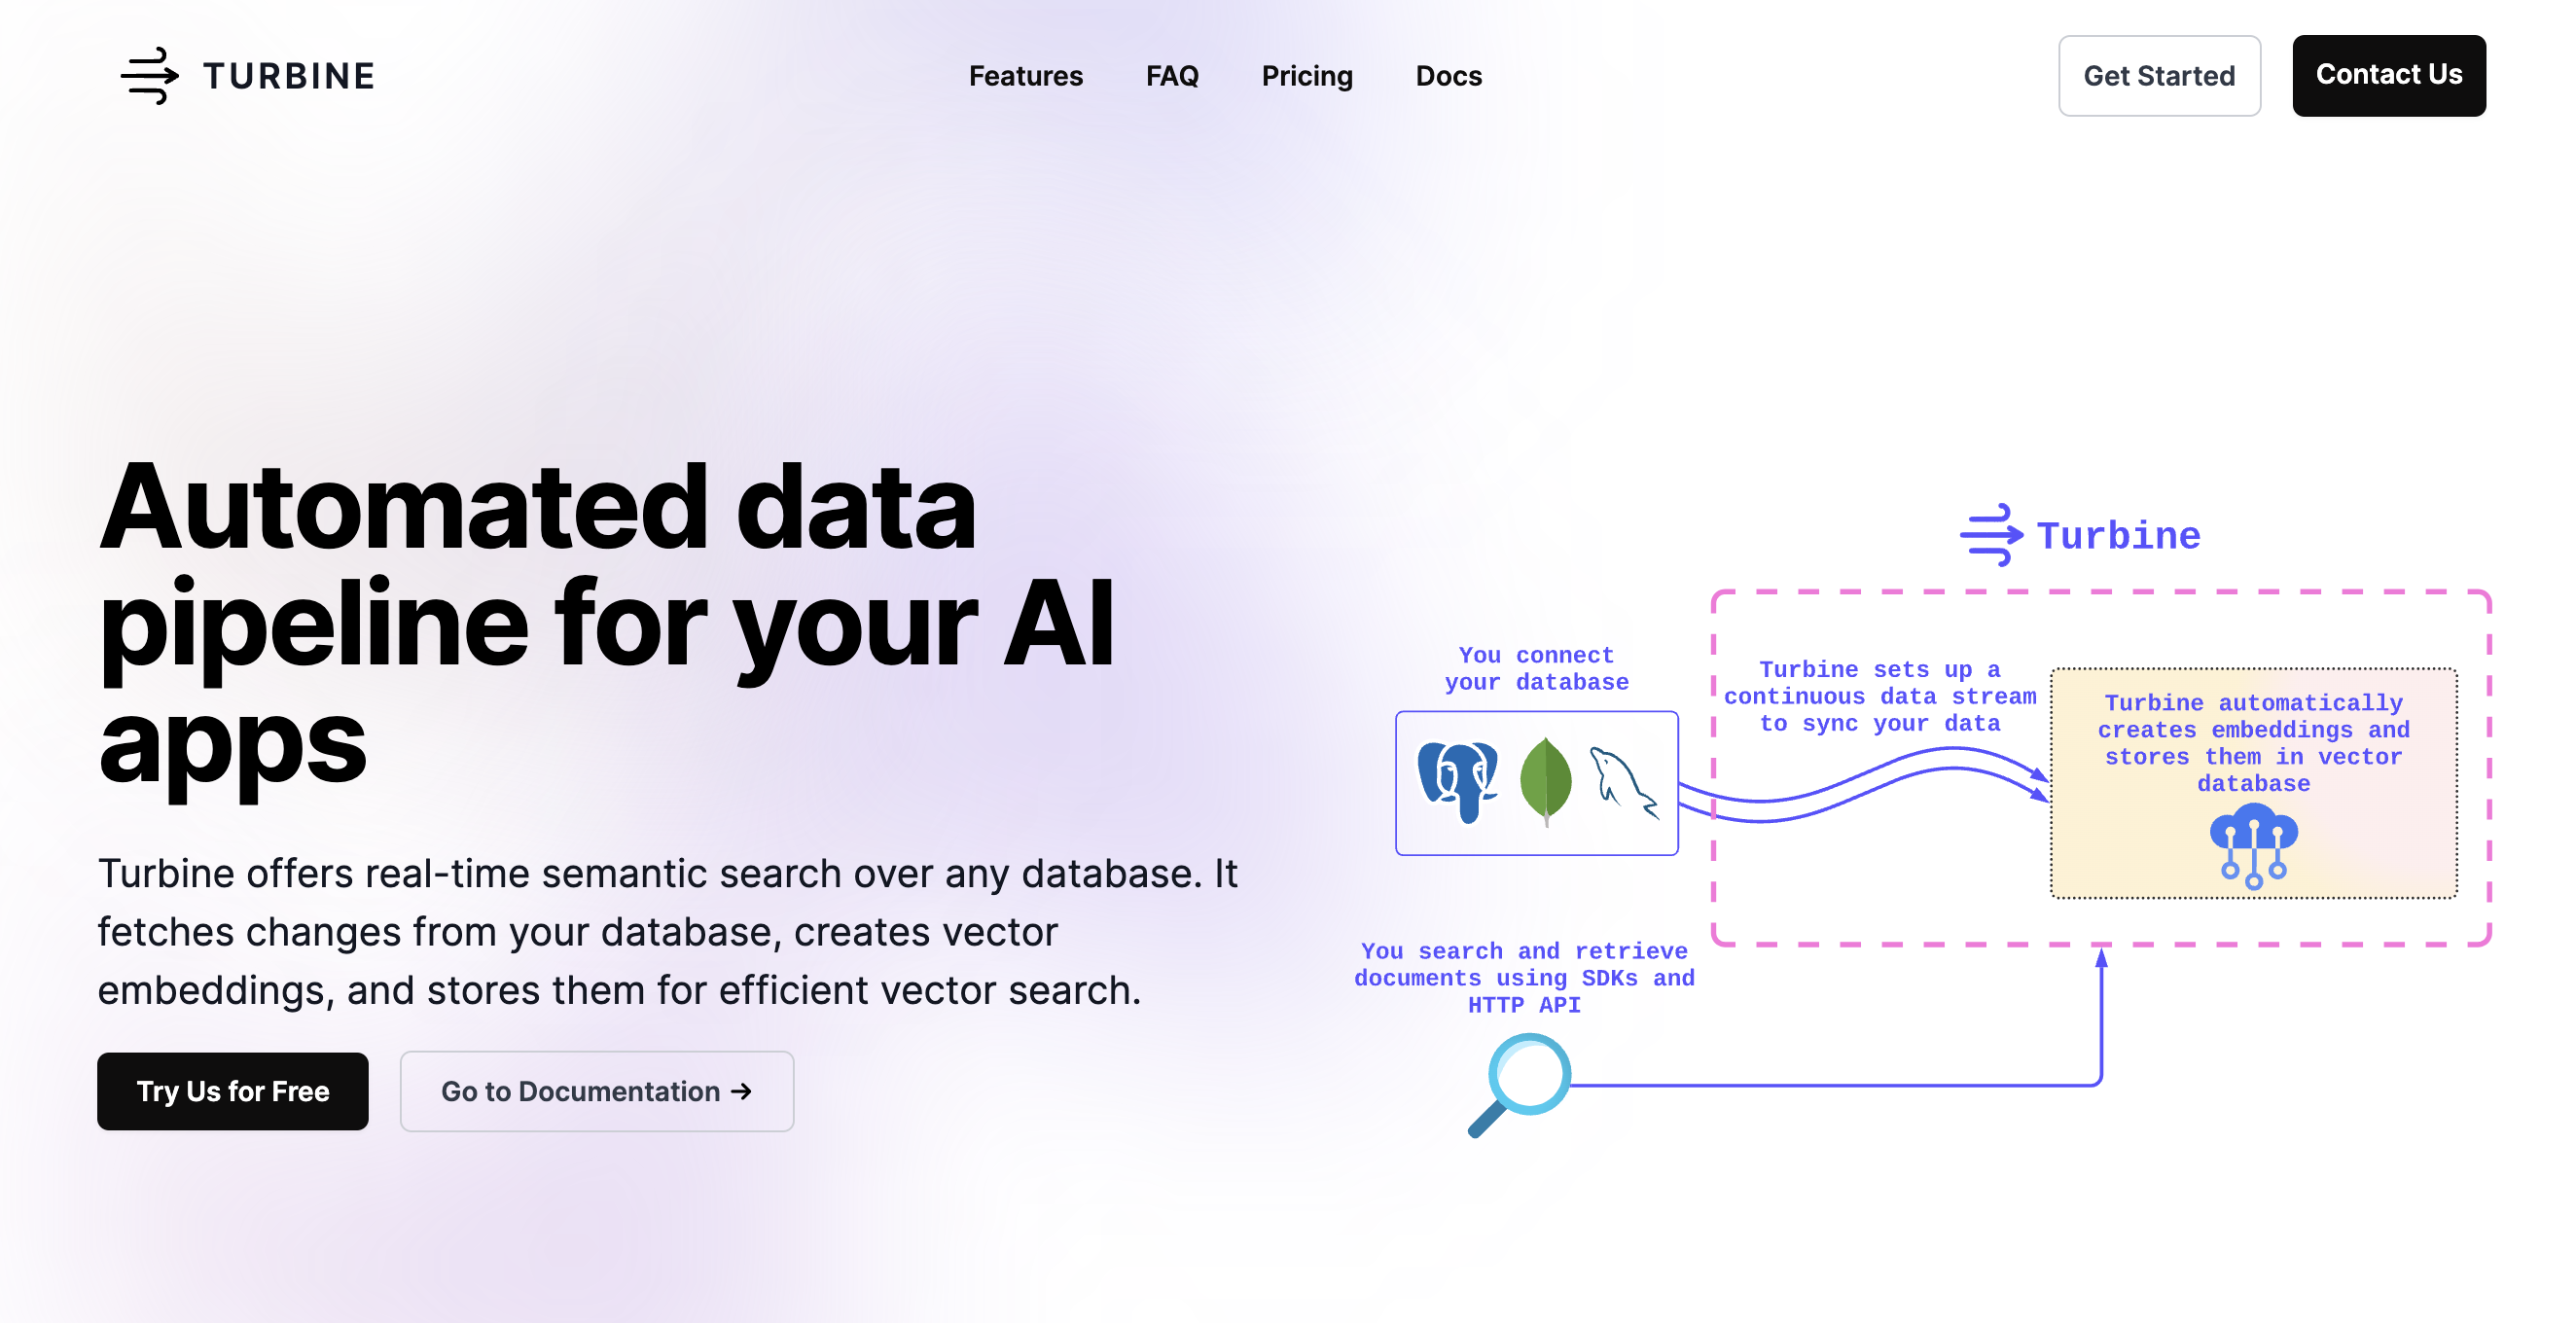 TURBINE
Features
FAQ
Pricing
Docs
Get Started
Contact Us
Automated data
pipeline for your AI
apps
Turbine offers real-time semantic search over any database. It
fetches changes from your database, creates vector
embeddings, and stores them for efficient vector search.
Try Us for Free
Go to Documentation →
Turbine
You connect
your database
Turbine sets up a
continuous data stream
to sync your data
Turbine automatically
creates embeddings and
stores them in vector
database
You search and retrieve
documents using SDKs and
HTTP API